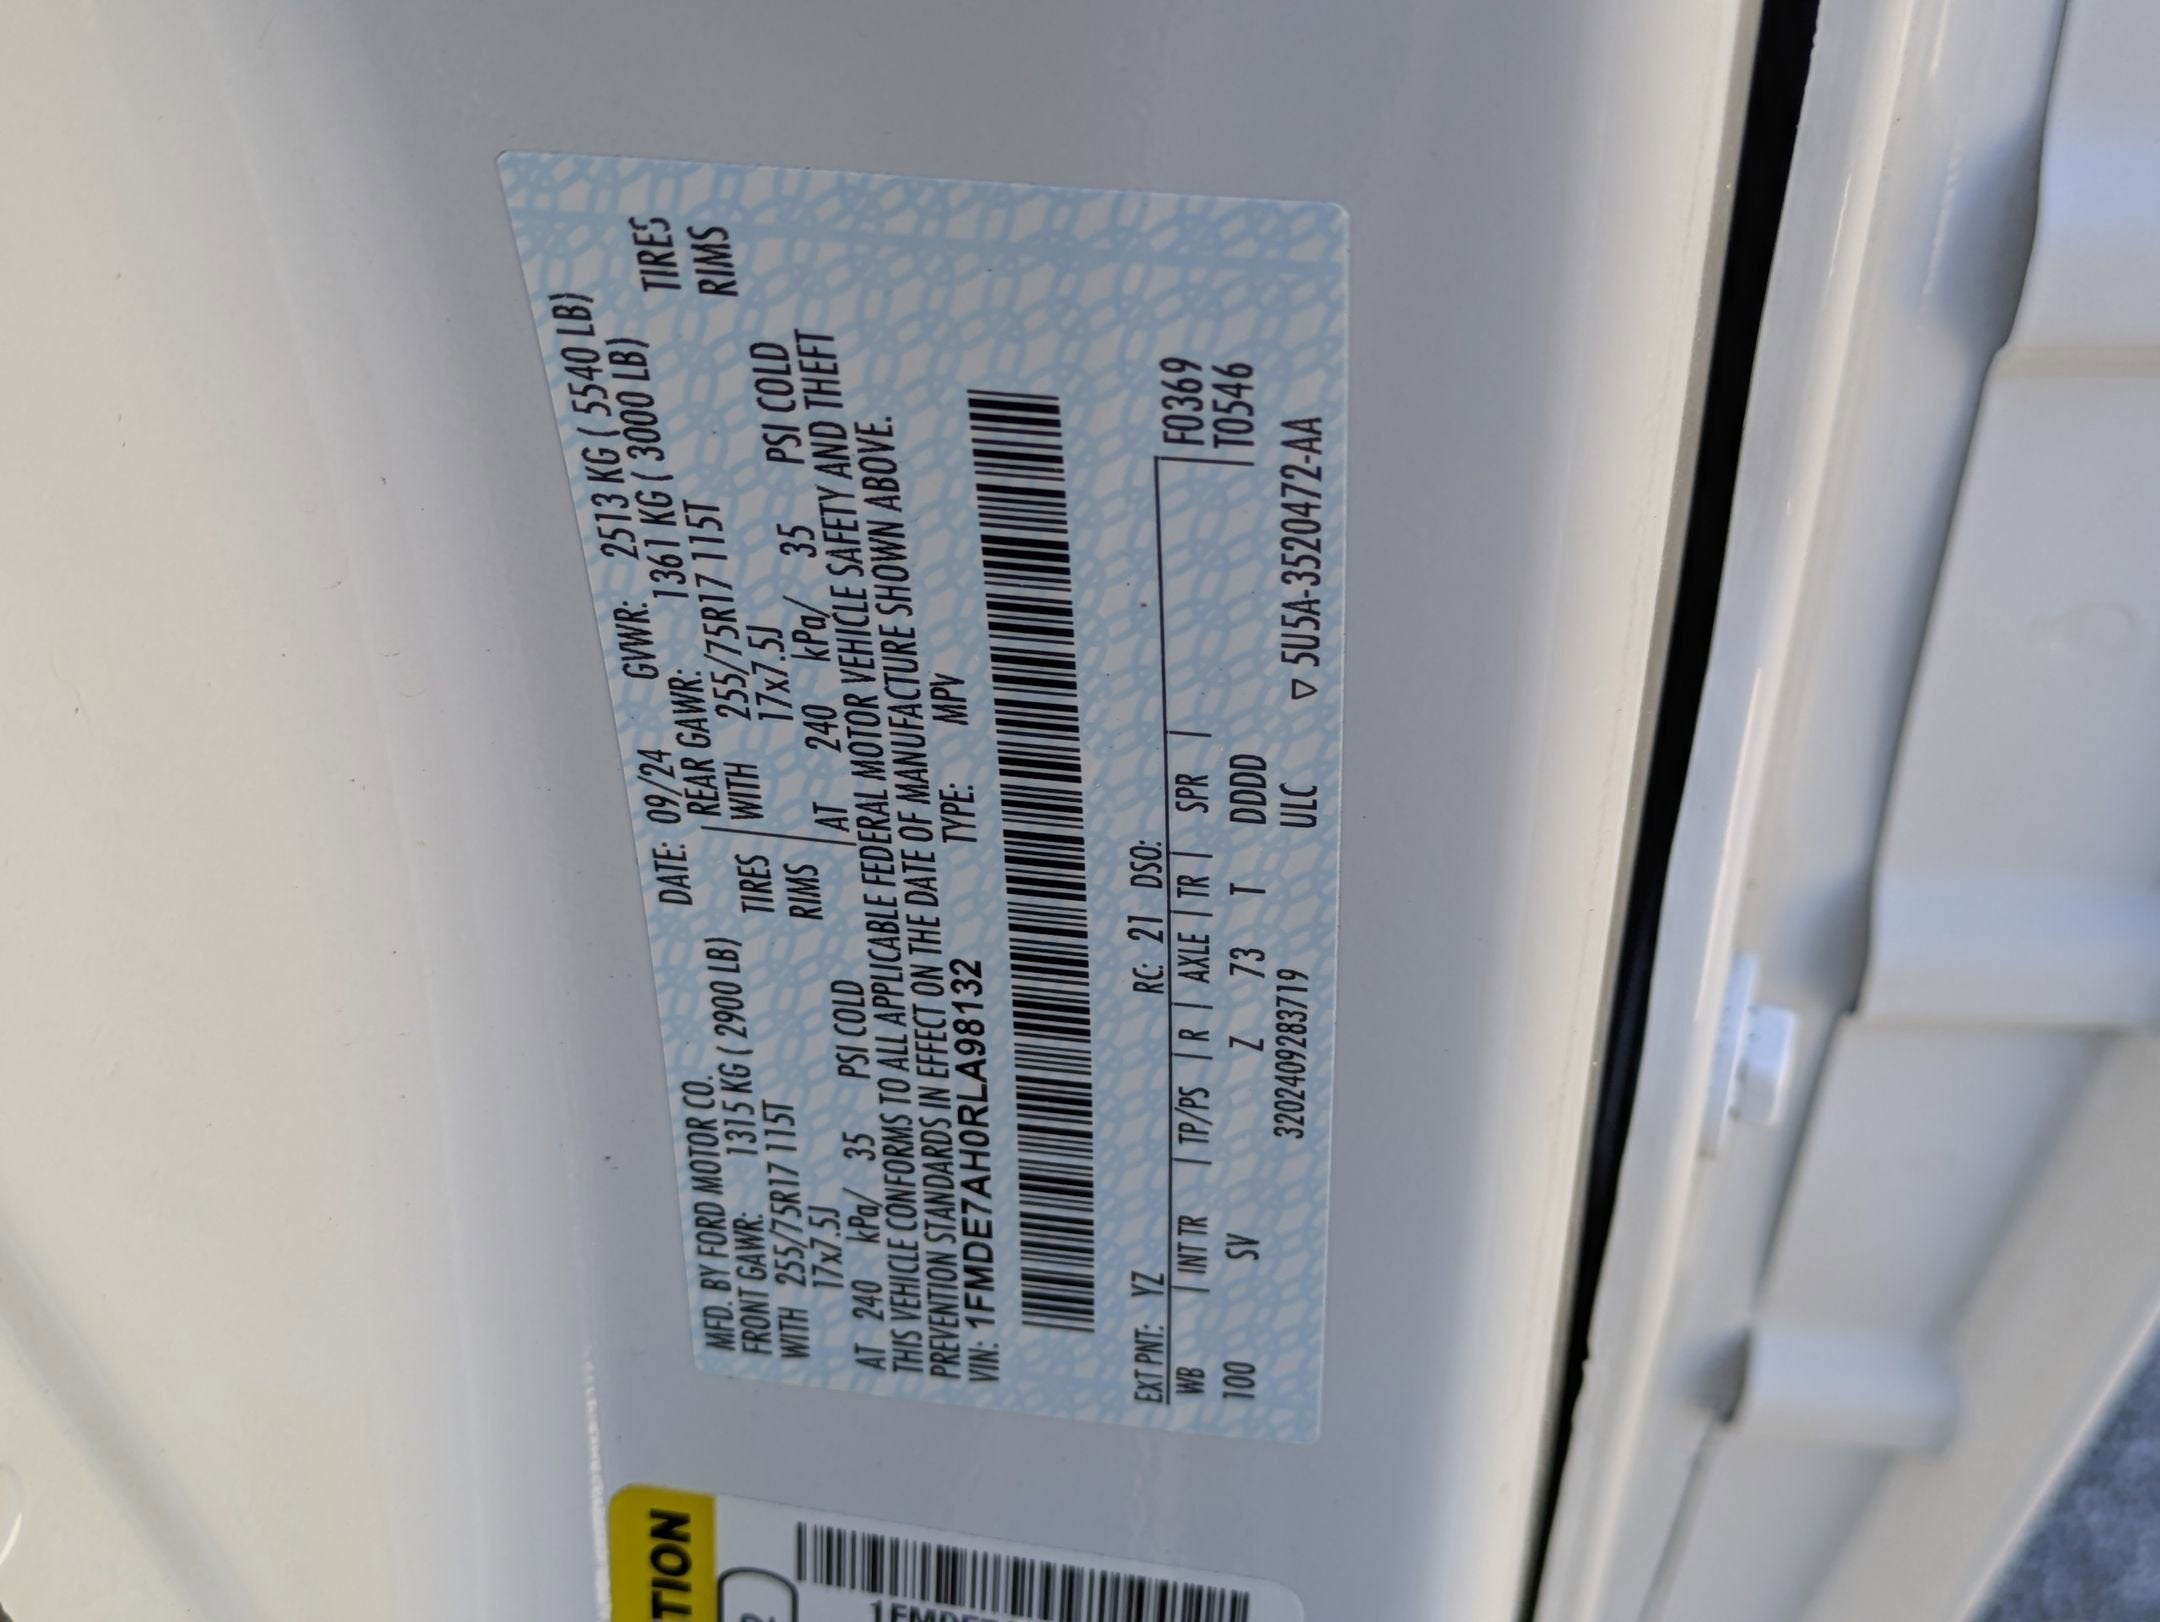 MFD. BY FORD MOTOR CO.
DATE: 09/24 GVWR: 2513 KG ( 5540 LB)
FRONT GAWR: 1315 KG ( 2900 LB)
REAR GAWR: 1361 KG ( 3000 LB)
WITH 255/75R17 115T TIRES
WITH 255/75R17 115T TIRES
17x7.5J RIMS
17x7.5J RIMS
AT 240 kPa/ 35 PSI COLD
AT 240 kPa/ 35 PSI COLD
THIS VEHICLE CONFORMS TO ALL APPLICABLE FEDERAL MOTOR VEHICLE SAFETY AND THEFT
PREVENTION STANDARDS IN EFFECT ON THE DATE OF MANUFACTURE SHOWN ABOVE.
VIN: 1FMDE7AH0RLA98132 TYPE: MPV
EXT PNT: YZ RC: 21 DSO:
WB | INT TR | TP/PS | R | AXLE | TR | SPR | F0369
100 SV Z 73 T DDDD T0546
320240928​3719 ULC ▽ 5U5A-3520472-AA
TION